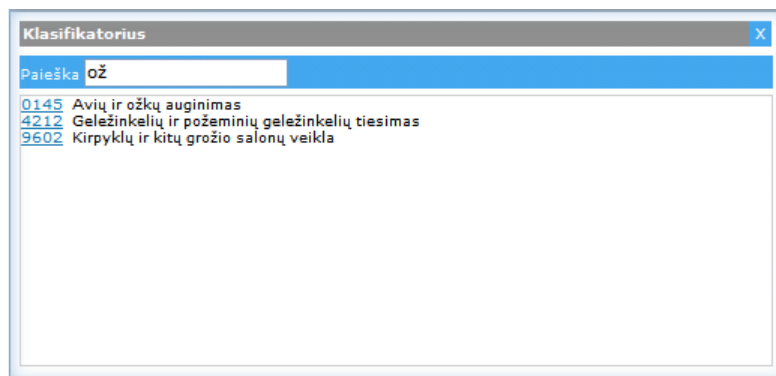 Klasifikatorius X
Paieška ož
0145 Avių ir ožkų auginimas
4212 Geležinkelių ir požeminių geležinkelių tiesimas
9602 Kirpyklų ir kitų grožio salonų veikla